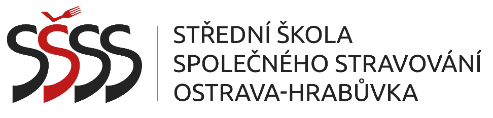 SŠSS
STŘEDNÍ ŠKOLA
SPOLEČNÉHO STRAVOVÁNÍ
OSTRAVA-HRABŮVKA